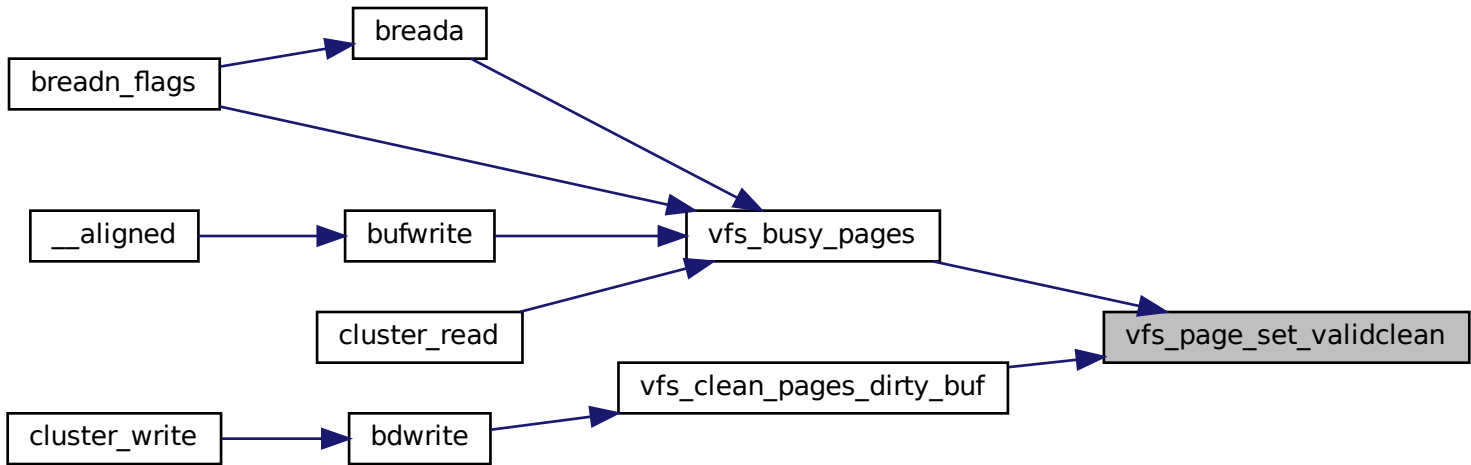 breada
breadn_flags
__aligned
bufwrite
vfs_busy_pages
cluster_read
vfs_page_set_validclean
vfs_clean_pages_dirty_buf
cluster_write
bdwrite